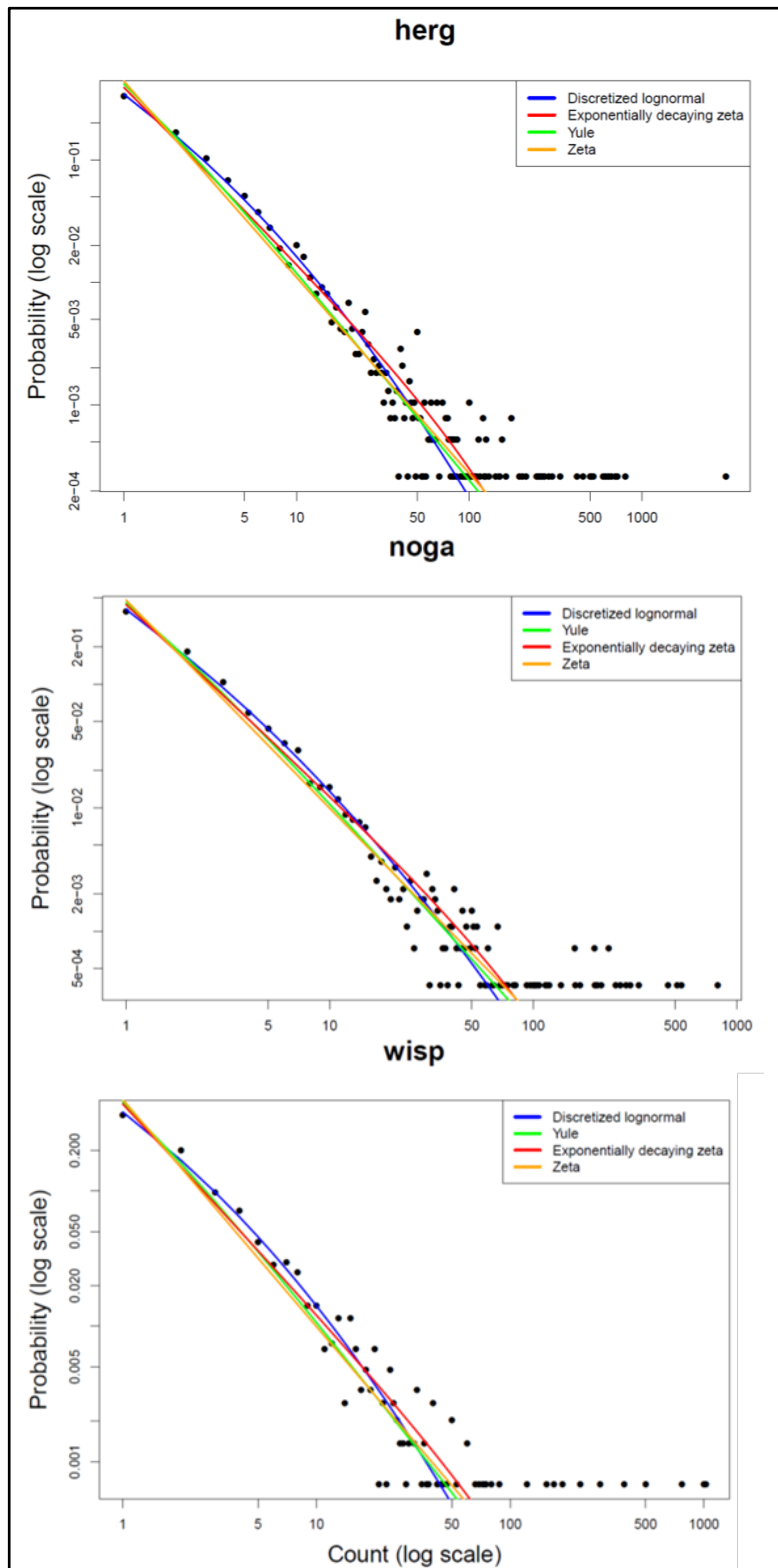 herg
Discretized lognormal
Exponentially decaying zeta
Yule
Zeta
Probability (log scale)
1e-01
2e-02
5e-03
1e-03
2e-04
1 5 10 50 100 500 1000
noga
Discretized lognormal
Yule
Exponentially decaying zeta
Zeta
Probability (log scale)
2e-01
5e-02
1e-02
2e-03
5e-04
1 5 10 50 100 500 1000
wisp
Discretized lognormal
Yule
Exponentially decaying zeta
Zeta
Probability (log scale)
0.200
0.050
0.020
0.005
0.001
1 5 10 50 100 500 1000
Count (log scale)